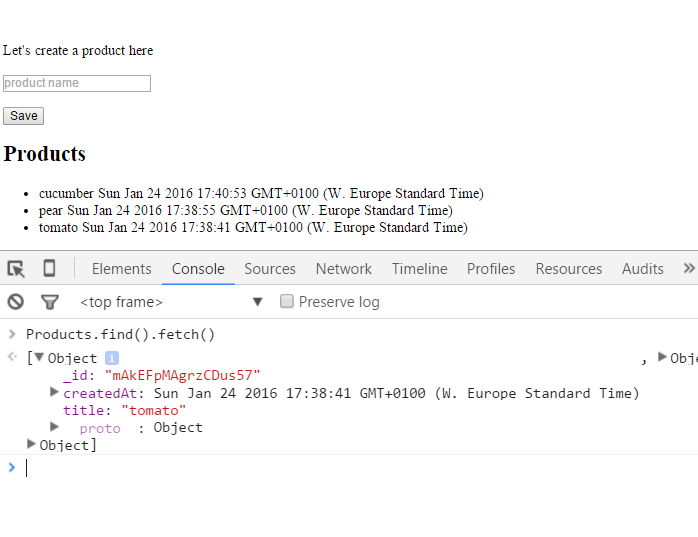 Let's create a product here
product name
Save
Products
cucumber Sun Jan 24 2016 17:40:53 GMT+0100 (W. Europe Standard Time)
pear Sun Jan 24 2016 17:38:55 GMT+0100 (W. Europe Standard Time)
tomato Sun Jan 24 2016 17:38:41 GMT+0100 (W. Europe Standard Time)
Elements Console Sources Network Timeline Profiles Resources Audits »
<top frame> ▼ Preserve log
> Products.find().fetch()
[▼Object i , ▶Obje
_id: "mAkEFpMAgrzCDus57"
▶createdAt: Sun Jan 24 2016 17:38:41 GMT+0100 (W. Europe Standard Time)
title: "tomato"
▶ proto : Object
▶Object]
>